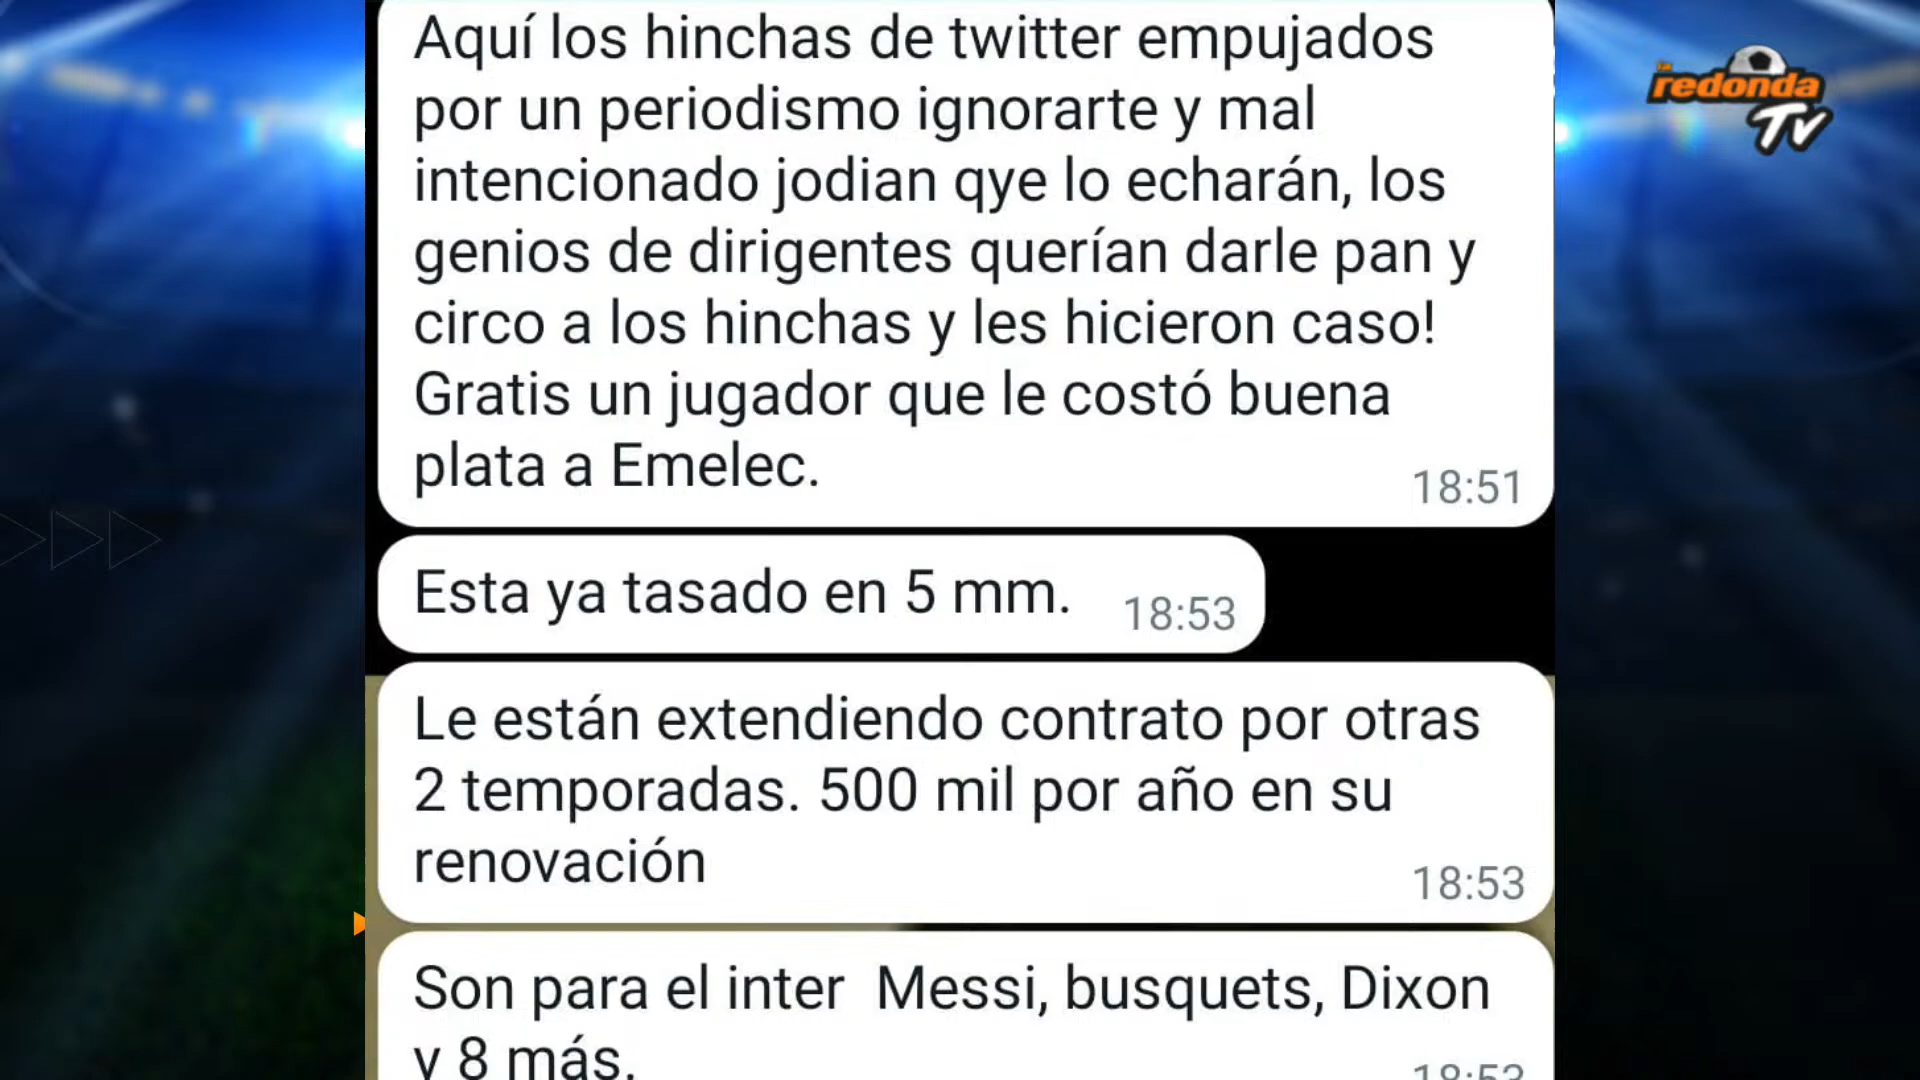 Aquí los hinchas de twitter empujados
por un periodismo ignorarte y mal
intencionado jodian qye lo echarán, los
genios de dirigentes querían darle pan y
circo a los hinchas y les hicieron caso!
Gratis un jugador que le costó buena
plata a Emelec.
18:51
Esta ya tasado en 5 mm.
18:53
Le están extendiendo contrato por otras
2 temporadas. 500 mil por año en su
renovación
18:53
Son para el inter  Messi, busquets, Dixon
y 8 más.
18:53
la redonda
Tv